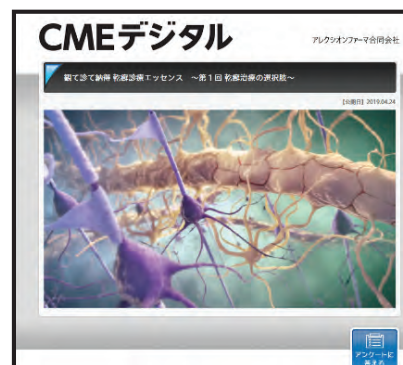 CMEデジタル
アレクシオンファーマ合同会社
観て診て納得 乾癬診療エッセンス ～第1回 乾癬治療の選択肢～
[公開日] 2019.04.24
アンケートに
答える